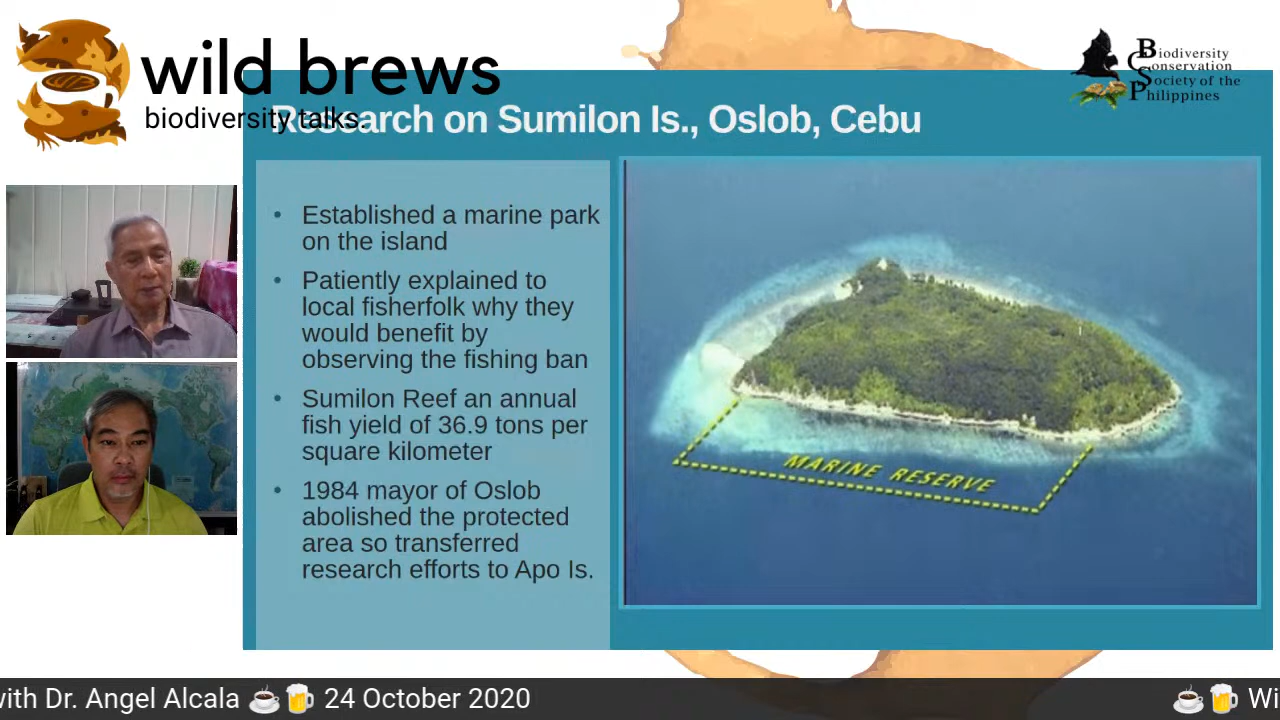 wild brews
biodiversity talks.
Biodiversity
Conservation
Society of the
Philippines
Research on Sumilon Is., Oslob, Cebu
• Established a marine park
on the island
• Patiently explained to
local fisherfolk why they
would benefit by
observing the fishing ban
• Sumilon Reef an annual
fish yield of 36.9 tons per
square kilometer
• 1984 mayor of Oslob
abolished the protected
area so transferred
research efforts to Apo Is.
MARINE RESERVE
with Dr. Angel Alcala ☕🍺 24 October 2020 ☕🍺 Wi